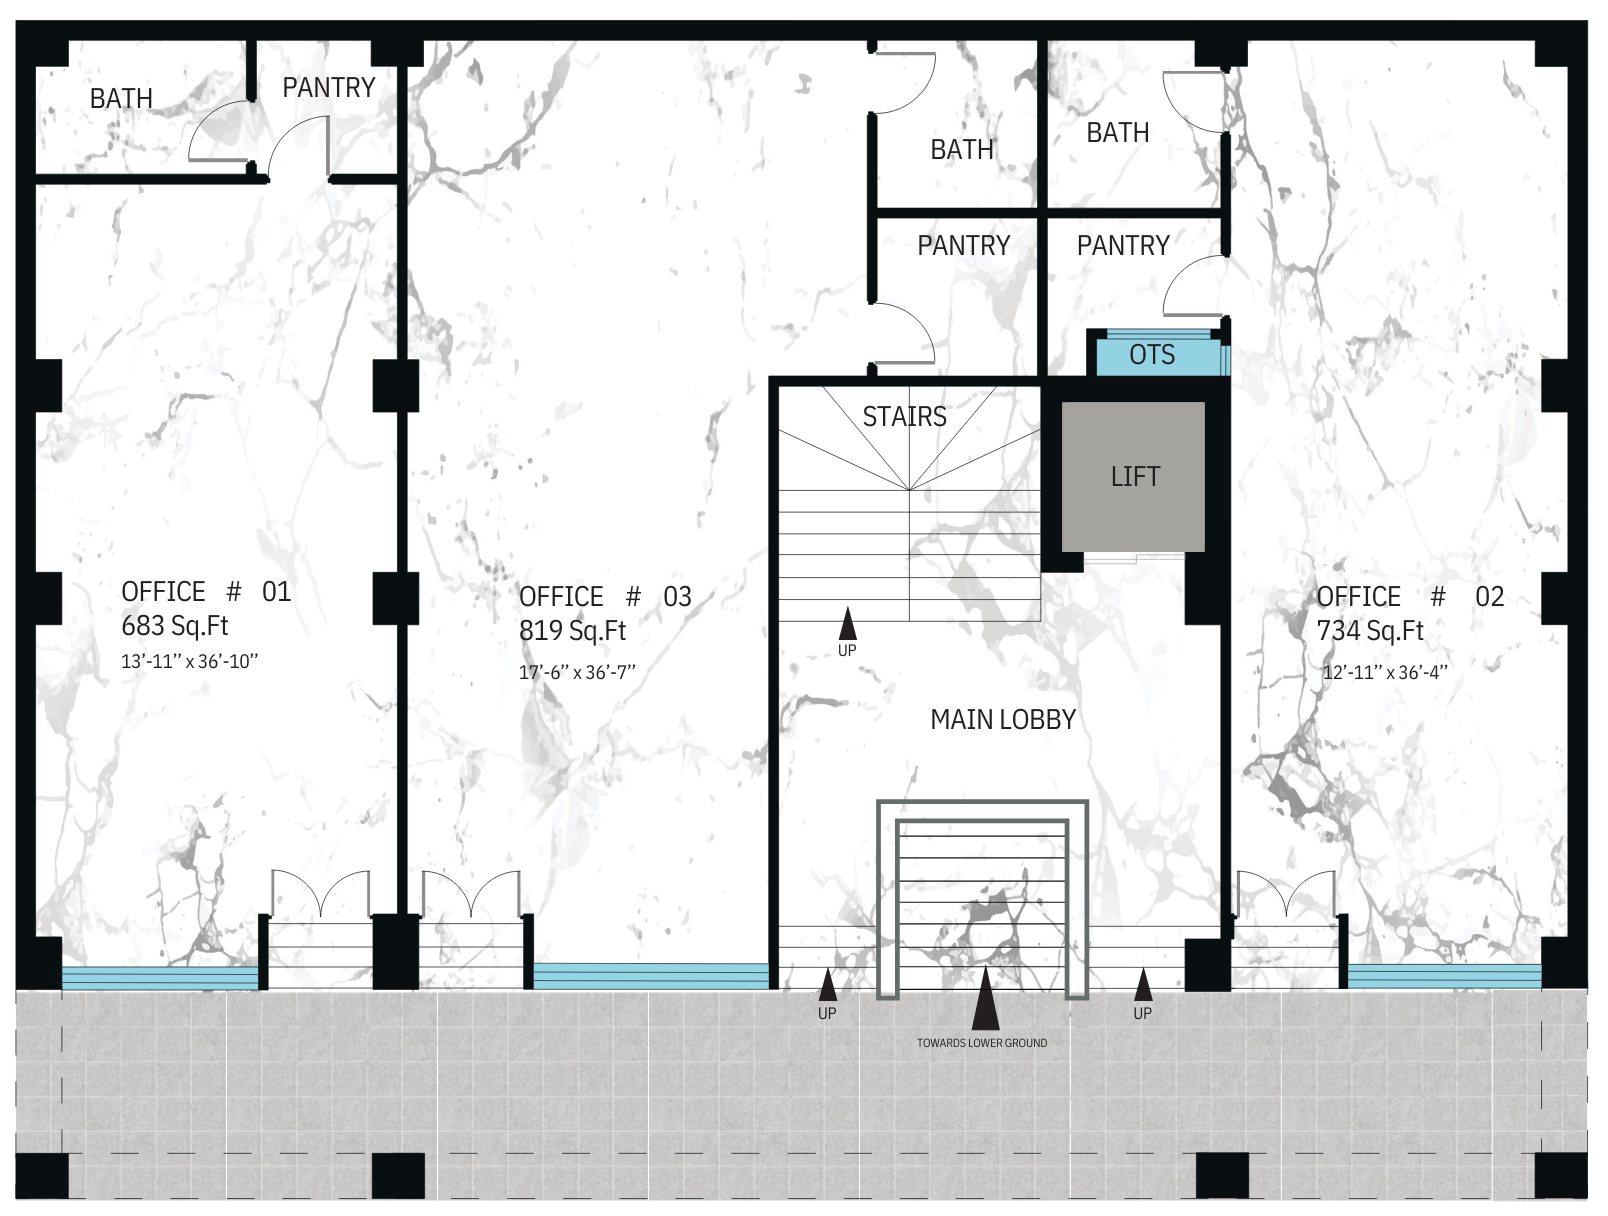 BATH
PANTRY
BATH
BATH
PANTRY
PANTRY
OTS
STAIRS
LIFT
OFFICE # 01
683 Sq.Ft
13’-11’’ x 36’-10’’
OFFICE # 03
819 Sq.Ft
17’-6’’ x 36’-7’’
OFFICE # 02
734 Sq.Ft
12’-11’’ x 36’-4’’
UP
MAIN LOBBY
UP
UP
TOWARDS LOWER GROUND